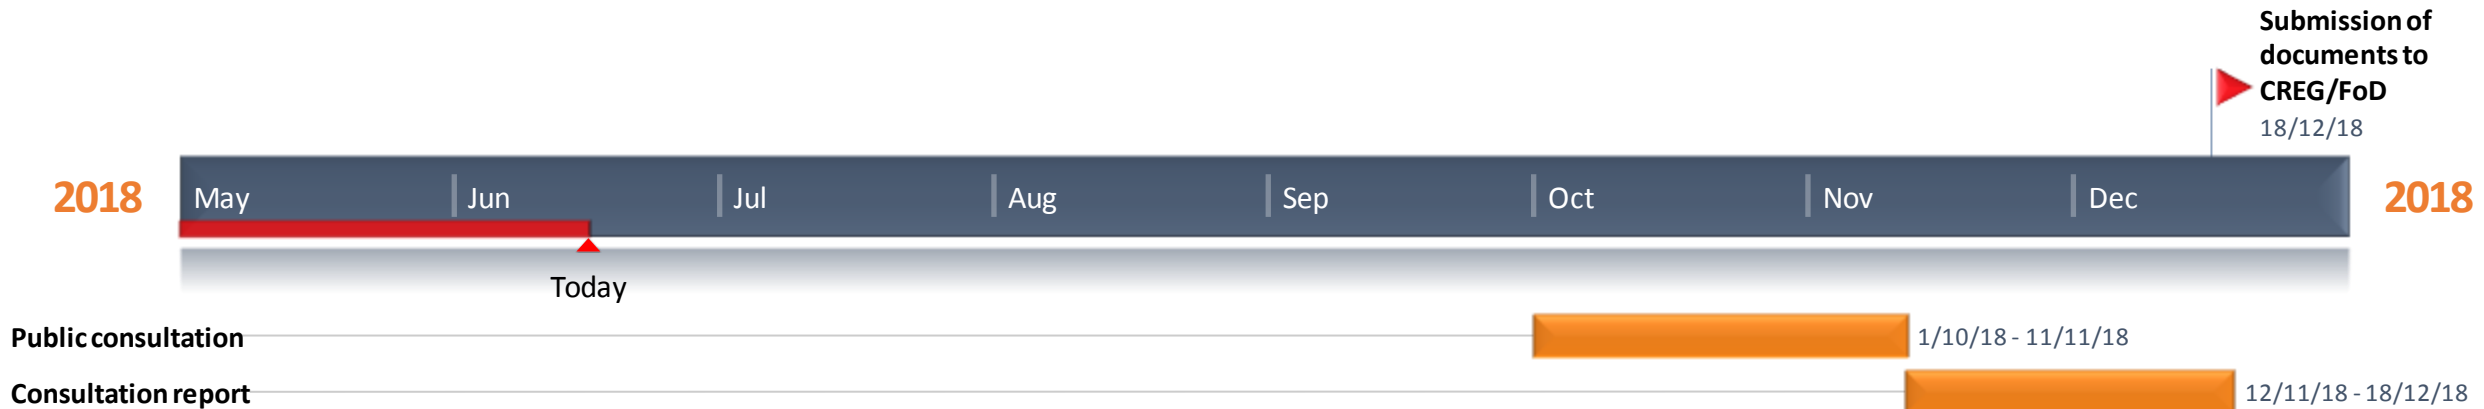 Submission of
documents to
CREG/FoD
18/12/18
2018 May Jun Jul Aug Sep Oct Nov Dec 2018
Today
Public consultation 1/10/18 - 11/11/18
Consultation report 12/11/18 - 18/12/18